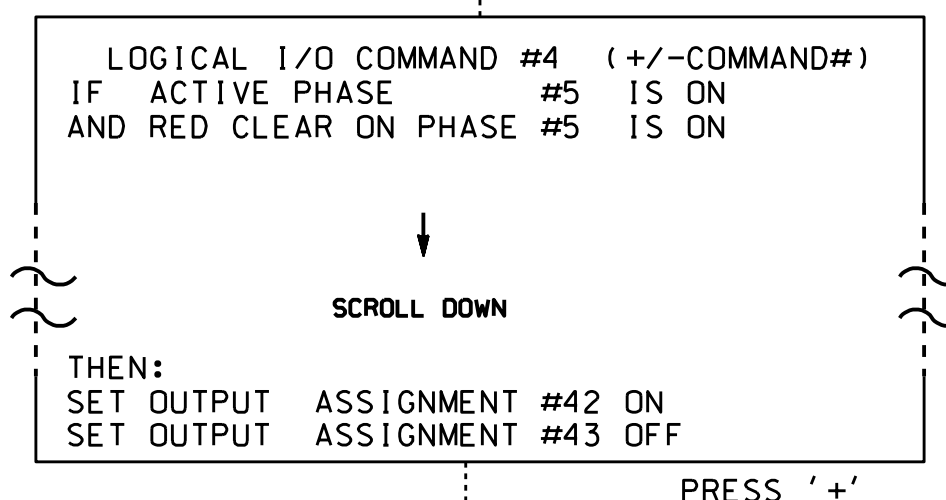 LOGICAL I/O COMMAND #4 (+/-COMMAND#)
IF ACTIVE PHASE #5 IS ON
AND RED CLEAR ON PHASE #5 IS ON
SCROLL DOWN
THEN:
SET OUTPUT ASSIGNMENT #42 ON
SET OUTPUT ASSIGNMENT #43 OFF
PRESS '+'